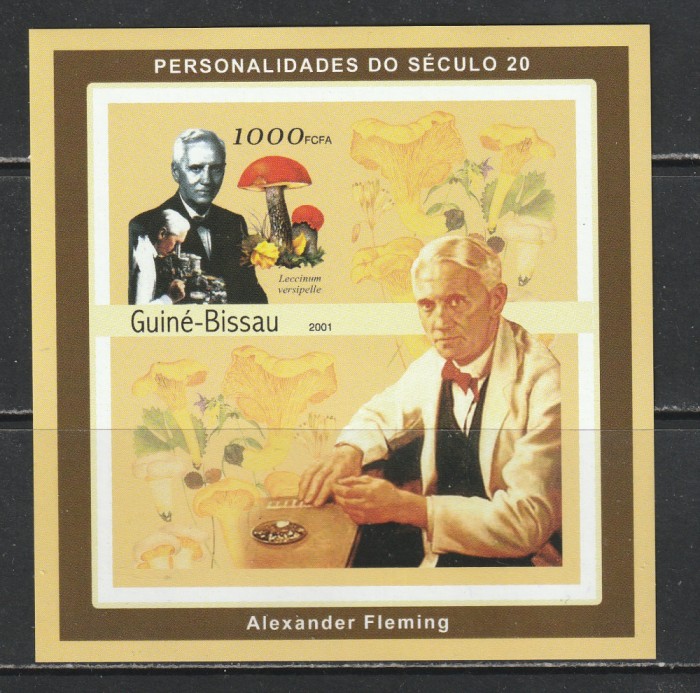 PERSONALIDADES DO SÉCULO 20
1000FCFA
Leccinum
versipelle
Guiné-Bissau 2001
Alexander Fleming